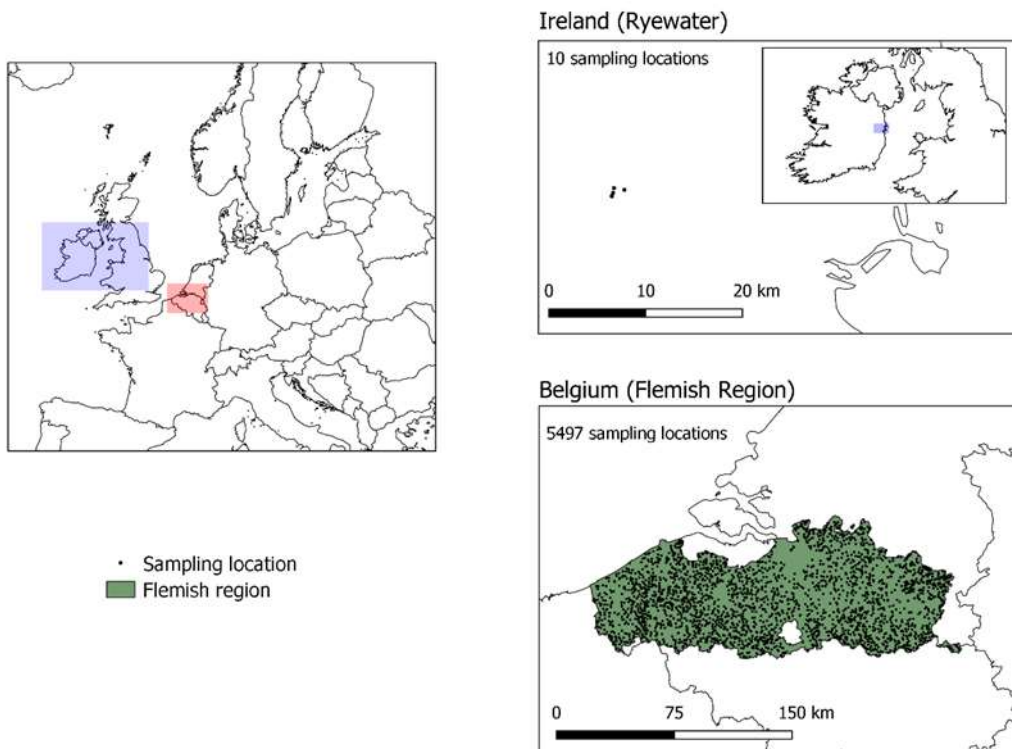 Ireland (Ryewater)
10 sampling locations
0 10 20 km
Belgium (Flemish Region)
5497 sampling locations
0 75 150 km
Sampling location
Flemish region